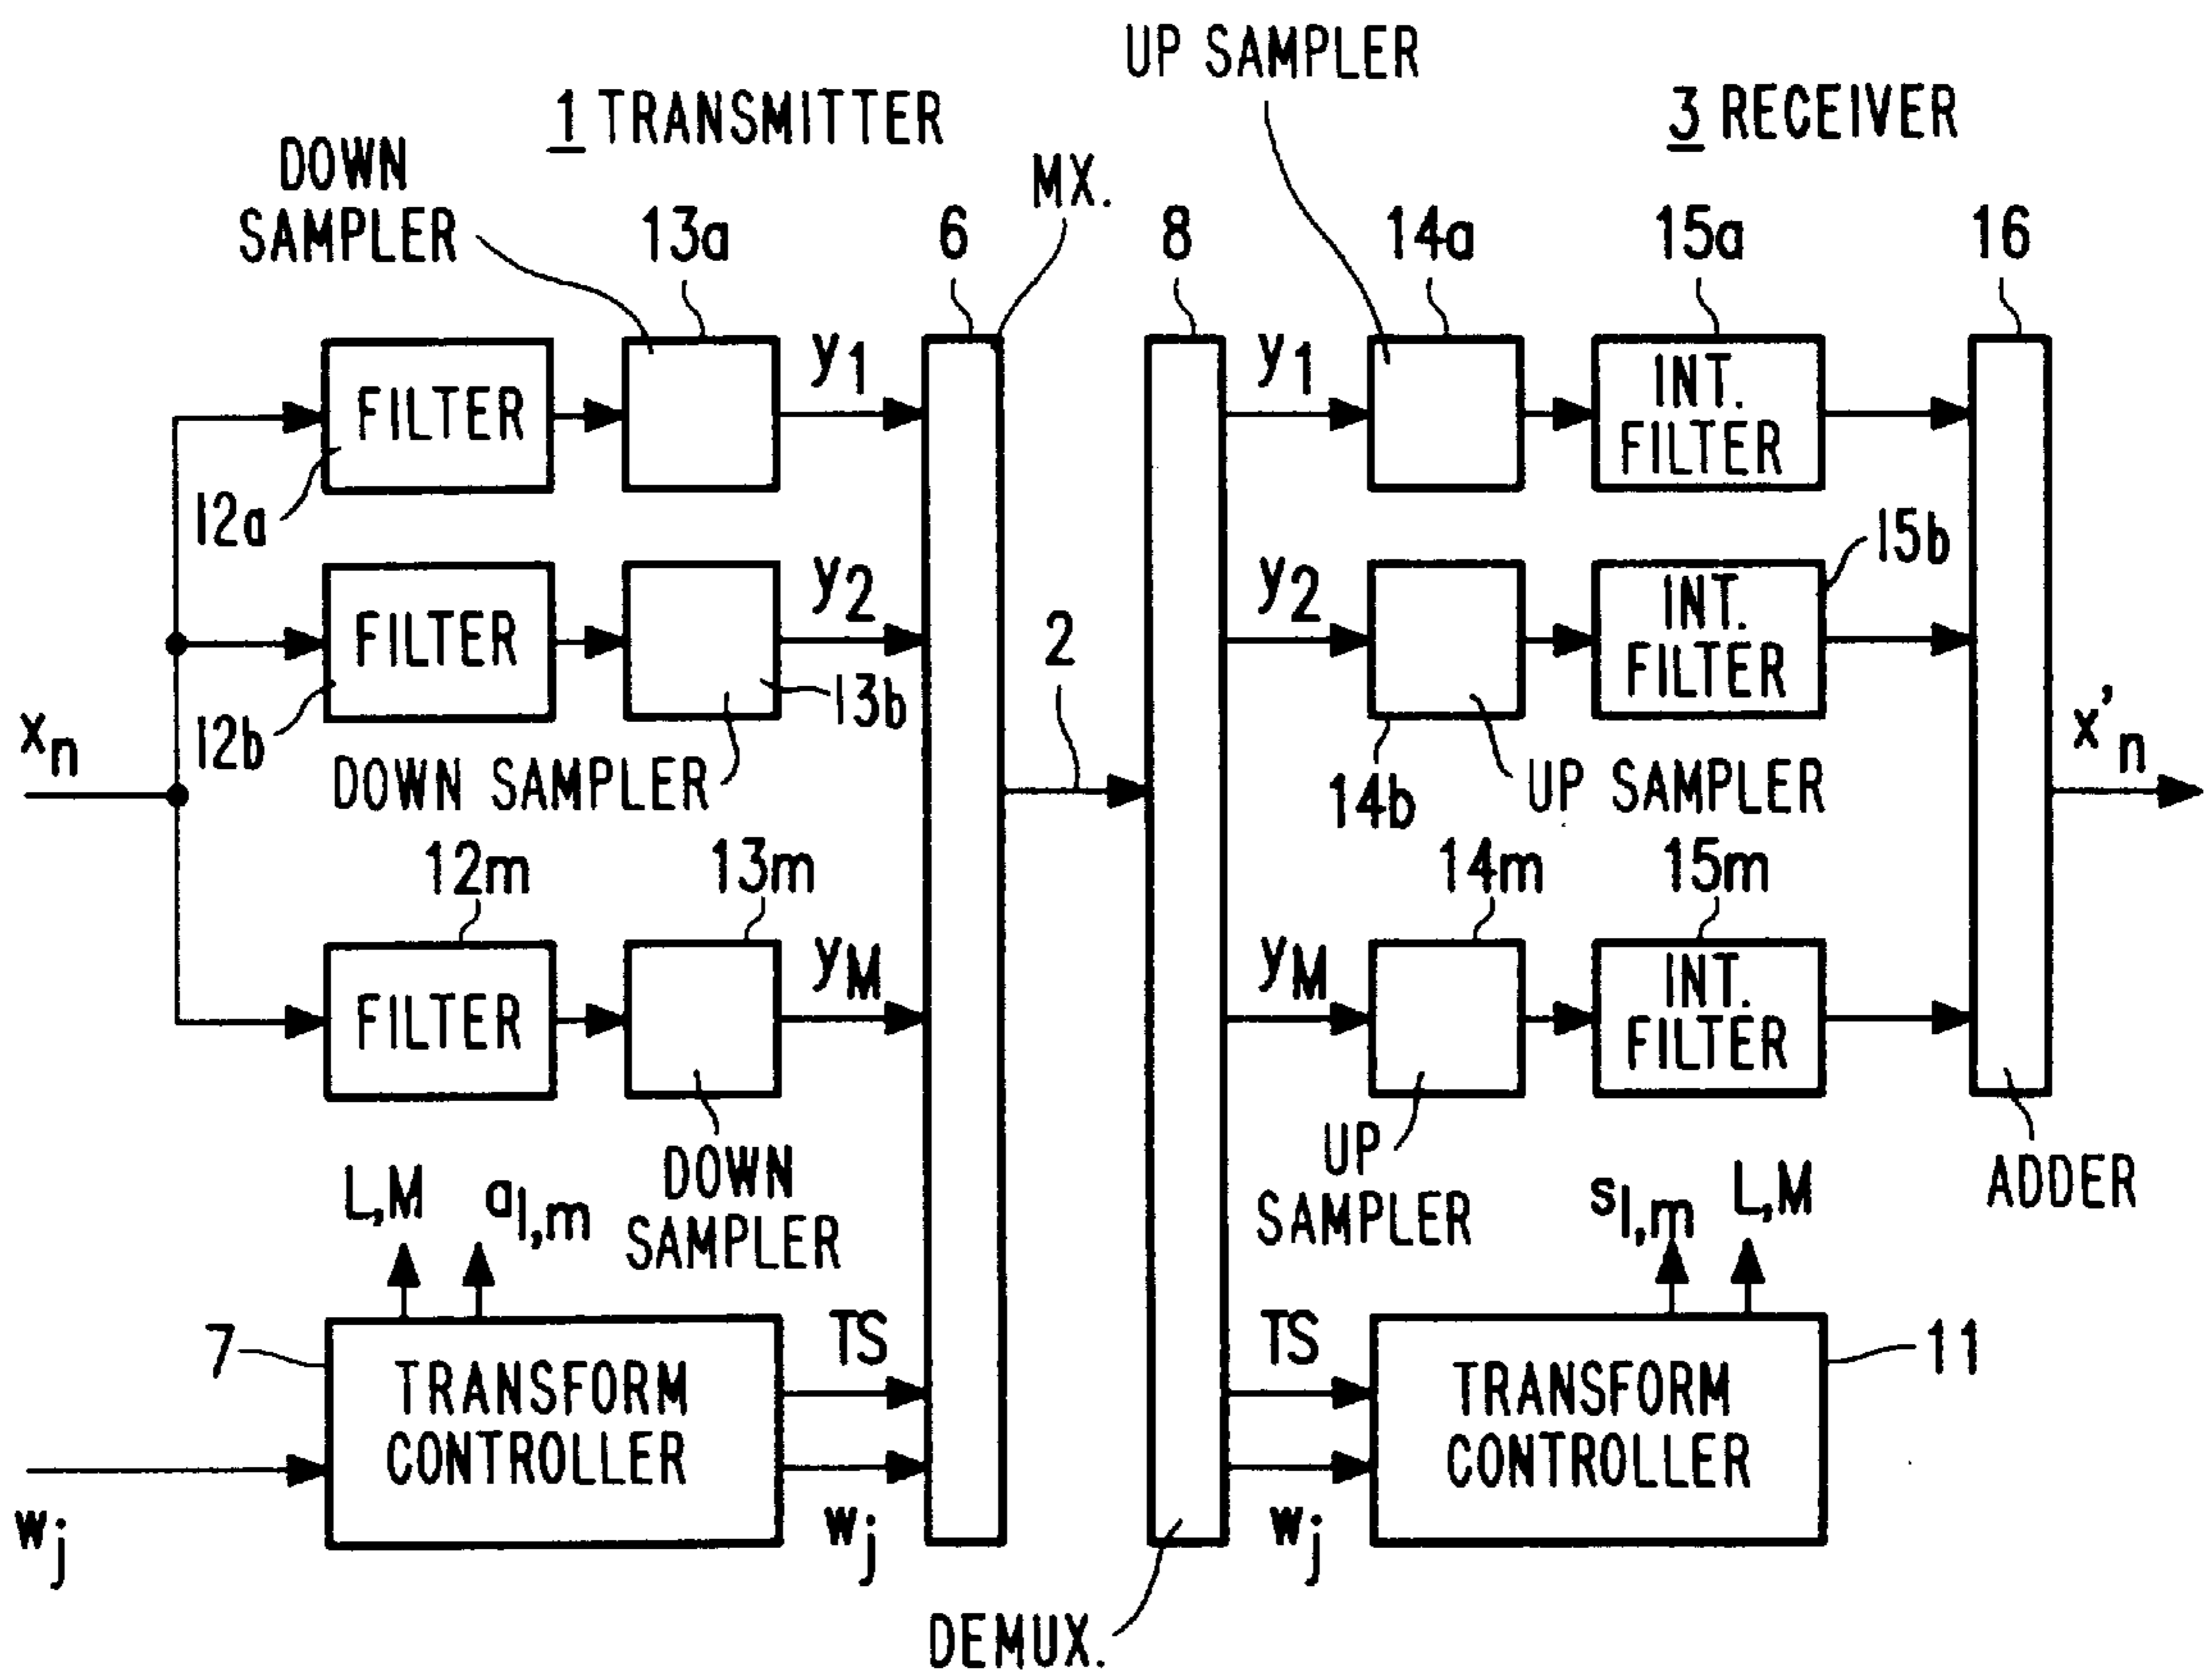 UP SAMPLER
1 TRANSMITTER
3 RECEIVER
DOWN
SAMPLER
MX.
13a
6
8
14a
15a
16
y1
y1
FILTER
INT.
FILTER
12a
15b
y2
y2
FILTER
INT.
FILTER
2
13b
12b
xn
x'n
DOWN SAMPLER
14b
UP SAMPLER
12m
13m
14m
15m
yM
yM
FILTER
INT.
FILTER
DOWN
SAMPLER
UP
SAMPLER
ADDER
L,M
al,m
sl,m
L,M
7
TS
TS
11
TRANSFORM
CONTROLLER
TRANSFORM
CONTROLLER
wj
wj
wj
DEMUX.